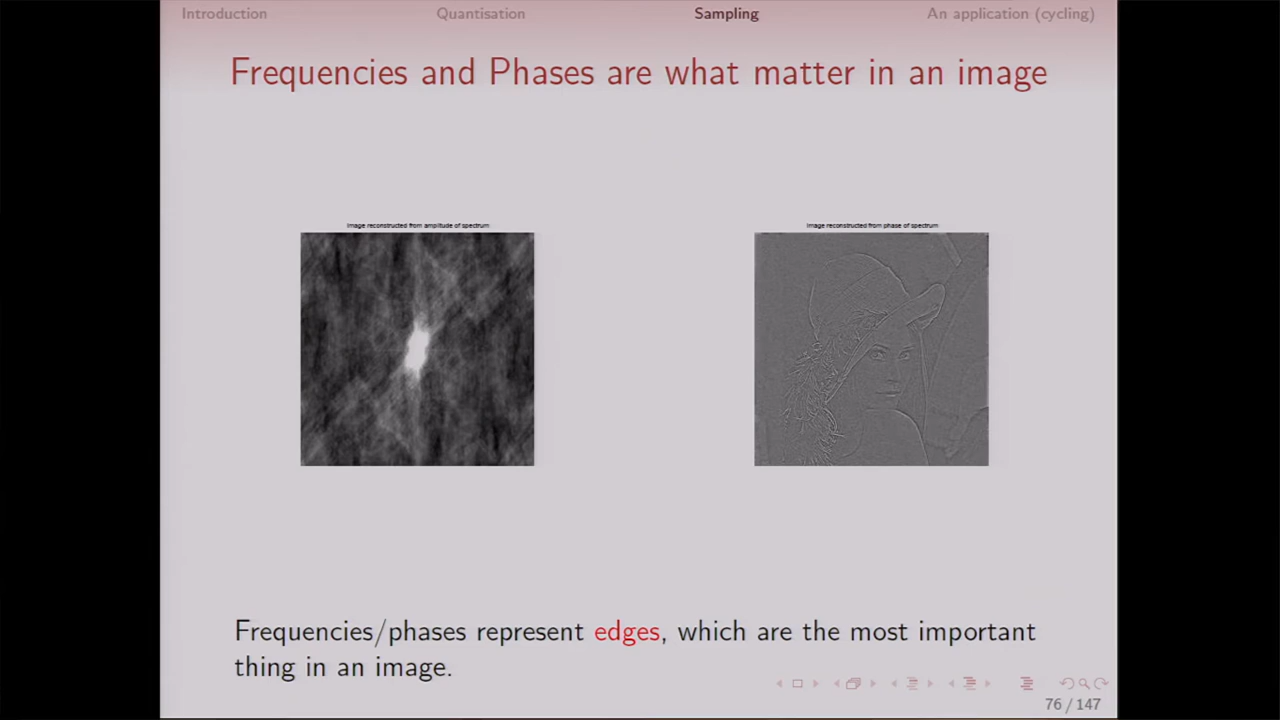 Introduction Quantisation Sampling An application (cycling)
Frequencies and Phases are what matter in an image
Image reconstructed from amplitude of spectrum
Image reconstructed from phase of spectrum
Frequencies/phases represent edges, which are the most important
thing in an image.
76 / 147